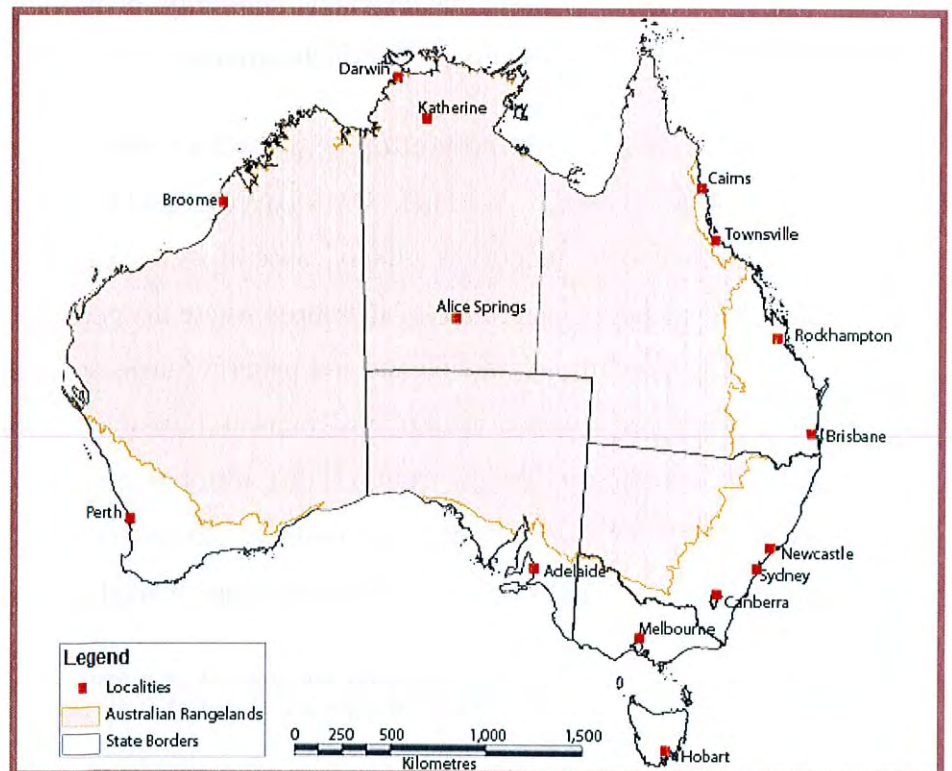 Darwin
Katherine
Cairns
Broome
Townsville
Alice Springs
Rockhampton
Brisbane
Perth
Newcastle
Adelaide
Sydney
Canberra
Melbourne
Legend
Localities
Australian Rangelands
State Borders
0 250 500 1,000 1,500
Kilometres
Hobart